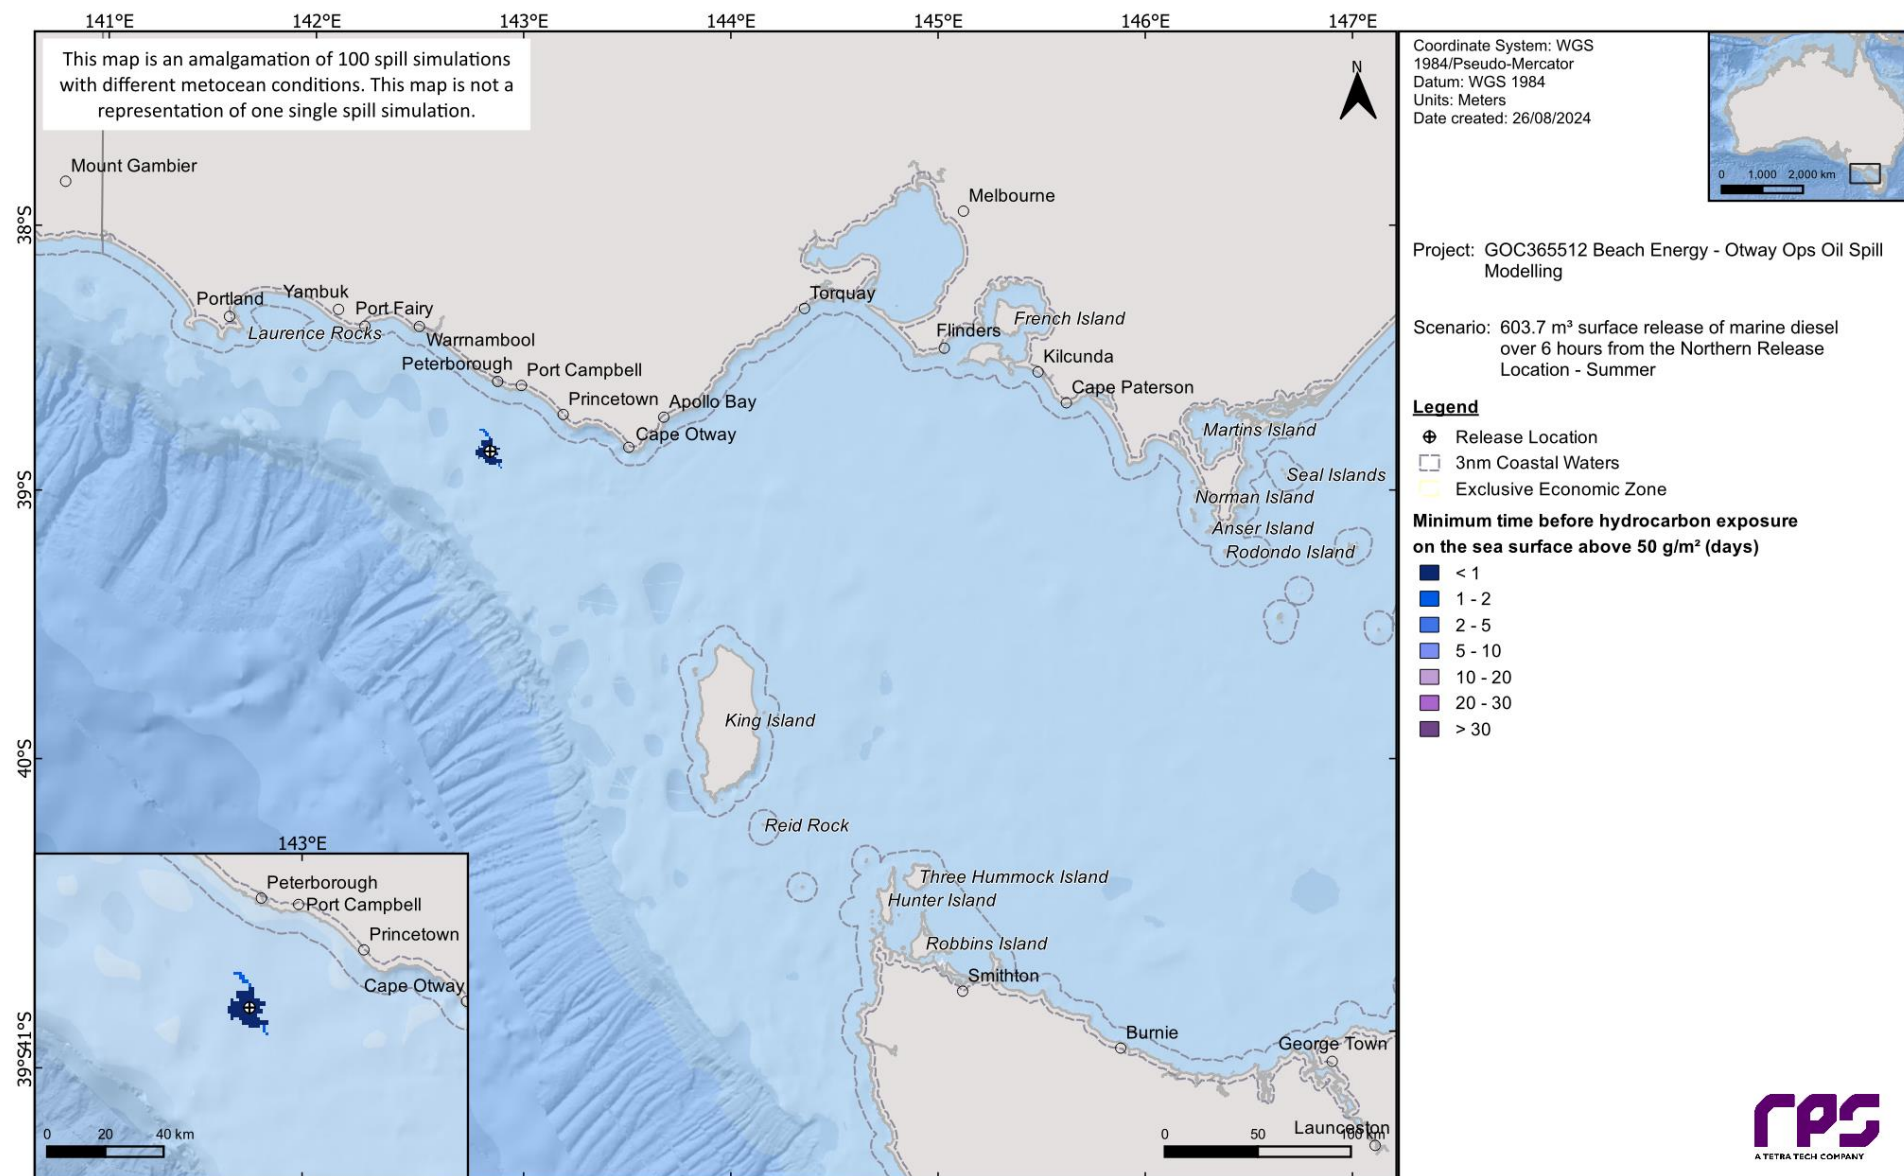 141°E 142°E 143°E 144°E 145°E 146°E 147°E
This map is an amalgamation of 100 spill simulations
with different metocean conditions. This map is not a
representation of one single spill simulation.
N
Mount Gambier
Melbourne
38°S
Portland
Yambuk
Port Fairy
Laurence Rocks
Warrnambool
Torquay
French Island
Flinders
Peterborough
Port Campbell
Kilcunda
Princetown
Apollo Bay
Cape Paterson
Cape Otway
Martins Island
Seal Islands
39°S
Norman Island
Anser Island
Rodondo Island
King Island
40°S
Reid Rock
Three Hummock Island
Hunter Island
Robbins Island
Smithton
41°S
Burnie
George Town
Launceston
0 50 100 km
143°E
Peterborough
Port Campbell
Princetown
Cape Otway
39°S
0 20 40 km
Coordinate System: WGS
1984/Pseudo-Mercator
Datum: WGS 1984
Units: Meters
Date created: 26/08/2024
0 1,000 2,000 km
Project: GOC365512 Beach Energy - Otway Ops Oil Spill
Modelling
Scenario: 603.7 m³ surface release of marine diesel
over 6 hours from the Northern Release
Location - Summer
Legend
Release Location
3nm Coastal Waters
Exclusive Economic Zone
Minimum time before hydrocarbon exposure
on the sea surface above 50 g/m² (days)
< 1
1 - 2
2 - 5
5 - 10
10 - 20
20 - 30
> 30
rps
A TETRA TECH COMPANY